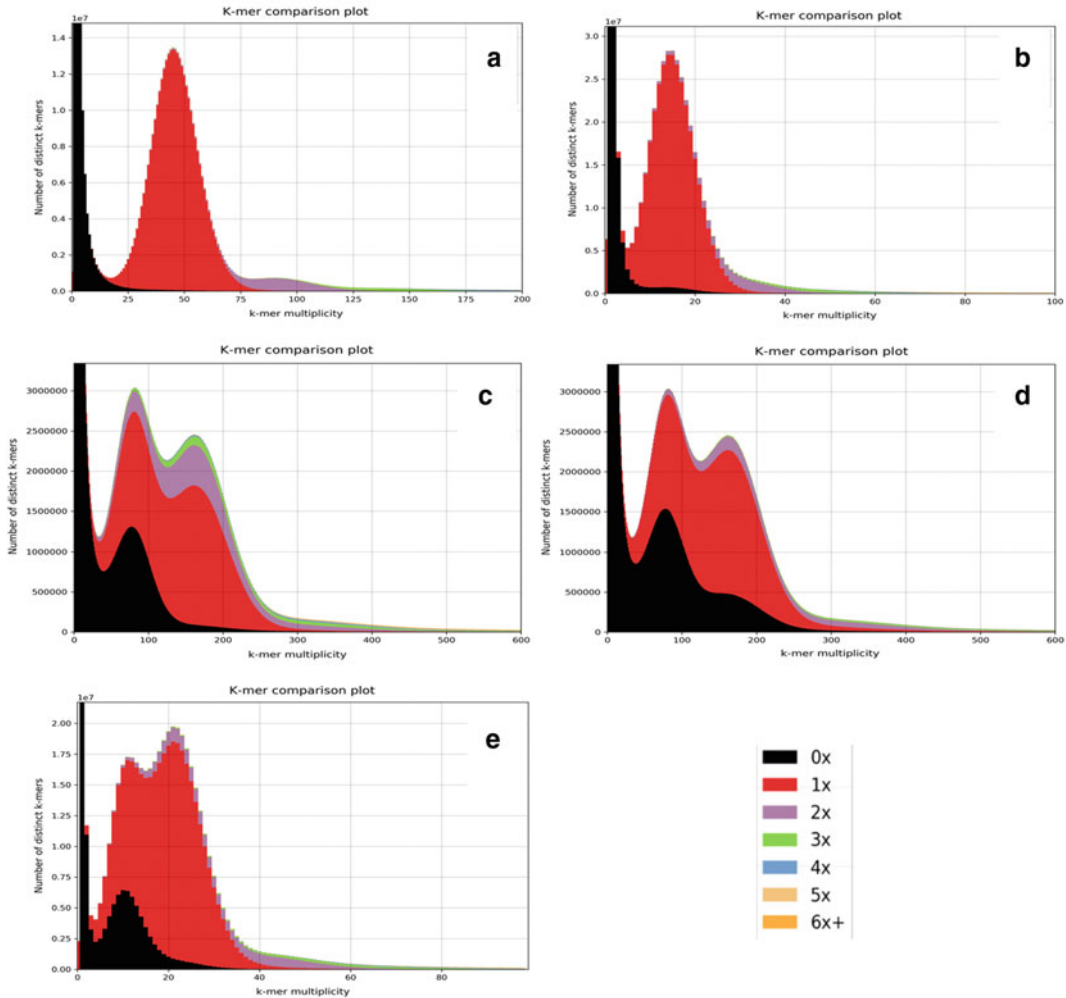 K-mer comparison plot
1e7
a
Number of distinct k-mers
1.4
1.2
1.0
0.8
0.6
0.4
0.2
0.0
0 25 50 75 100 125 150 175 200
k-mer multiplicity
K-mer comparison plot
1e7
b
Number of distinct k-mers
3.0
2.5
2.0
1.5
1.0
0.5
0.0
0 20 40 60 80 100
k-mer multiplicity
K-mer comparison plot
c
Number of distinct k-mers
3000000
2500000
2000000
1500000
1000000
500000
0
0 100 200 300 400 500 600
k-mer multiplicity
K-mer comparison plot
d
Number of distinct k-mers
3000000
2500000
2000000
1500000
1000000
500000
0
0 100 200 300 400 500 600
k-mer multiplicity
K-mer comparison plot
1e7
e
Number of distinct k-mers
2.00
1.75
1.50
1.25
1.00
0.75
0.50
0.25
0.00
0 20 40 60 80
k-mer multiplicity
0x
1x
2x
3x
4x
5x
6x+